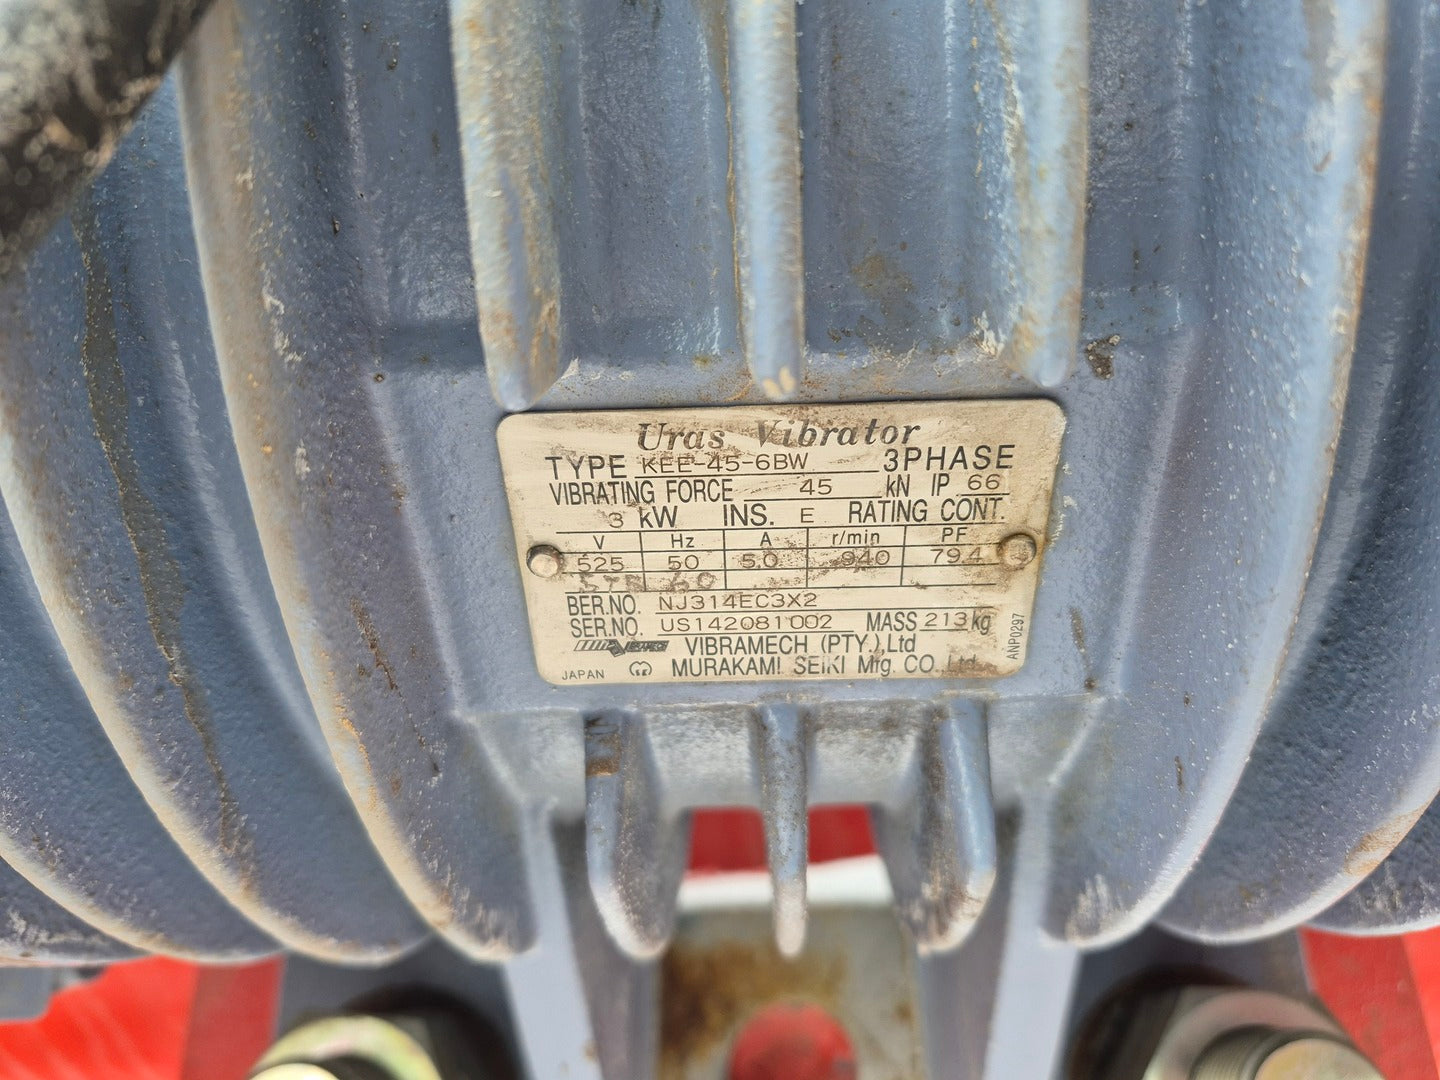 Uras Vibrator
TYPE KEE-45-6BW 3PHASE
VIBRATING FORCE 45 kN IP 66
3 kW INS. E RATING CONT.
V Hz A r/min PF
525 50 5.0 940 79.4
BER.NO. NJ314EC3X2
SER.NO. US142081002 MASS 213 kg
VIBRAMECH (PTY.),Ltd
JAPAN MURAKAMI SEIKI Mfg. CO.,Ltd.
ANP0297